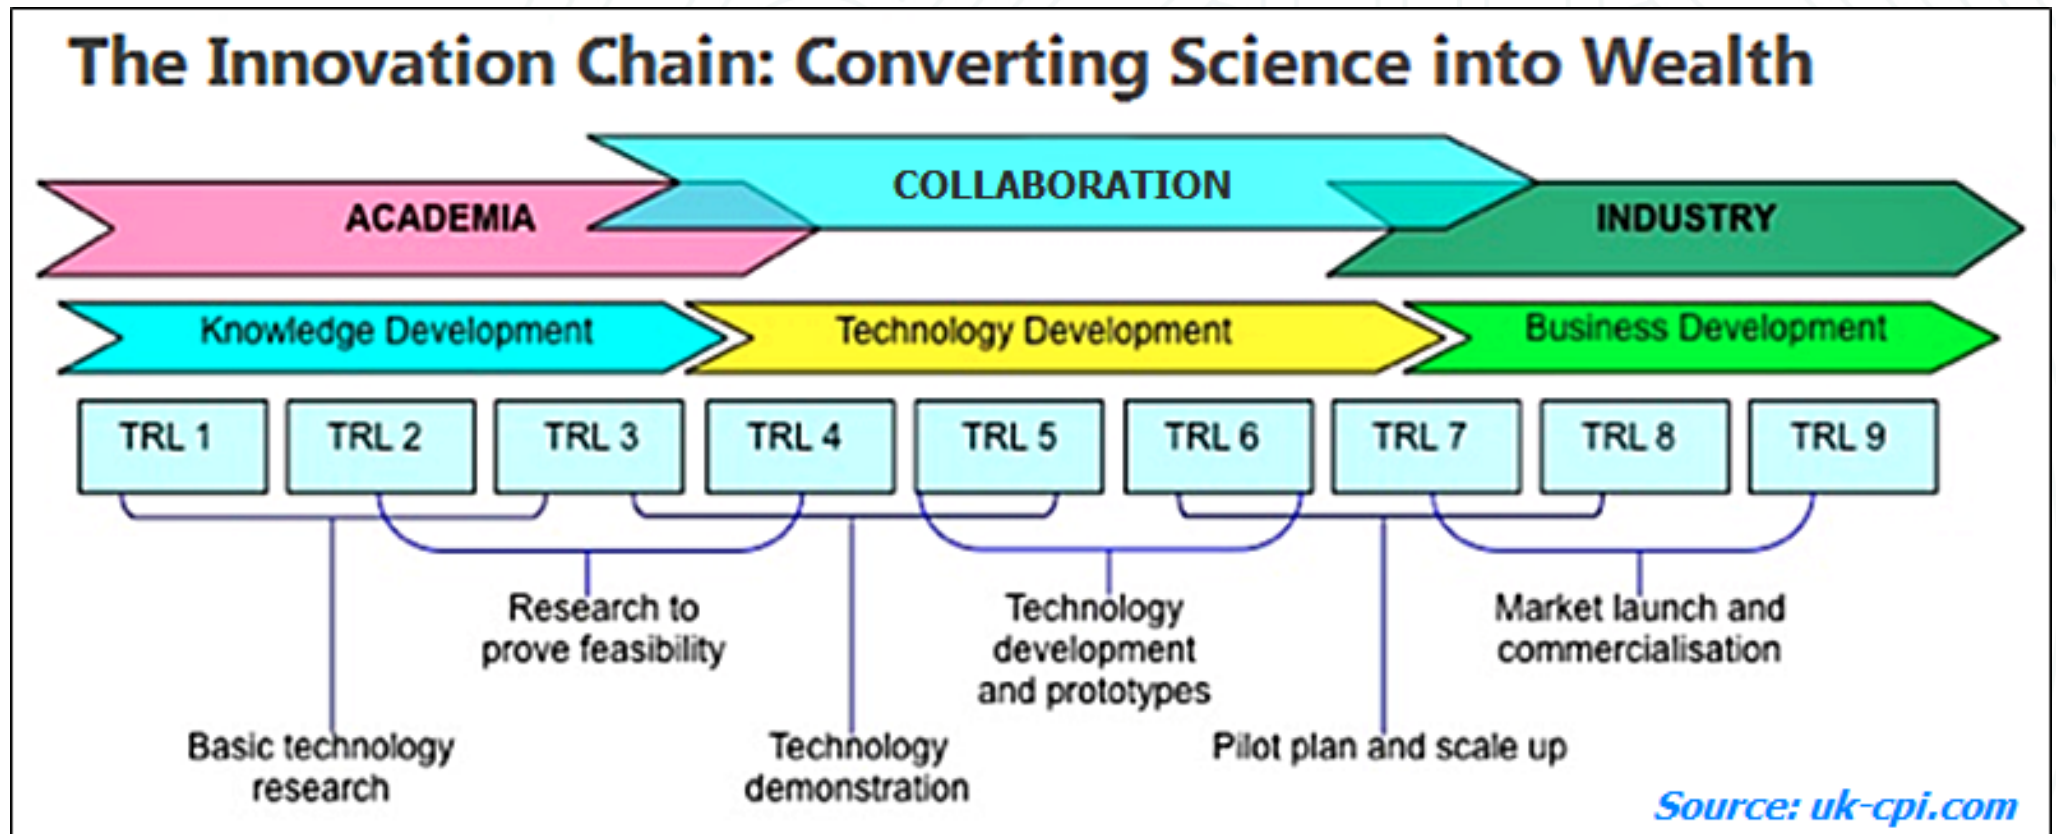 The Innovation Chain: Converting Science into Wealth
COLLABORATION
ACADEMIA
INDUSTRY
Knowledge Development
Technology Development
Business Development
TRL 1
TRL 2
TRL 3
TRL 4
TRL 5
TRL 6
TRL 7
TRL 8
TRL 9
Research to
prove feasibility
Technology
development
and prototypes
Market launch and
commercialisation
Basic technology
research
Technology
demonstration
Pilot plan and scale up
Source: uk-cpi.com